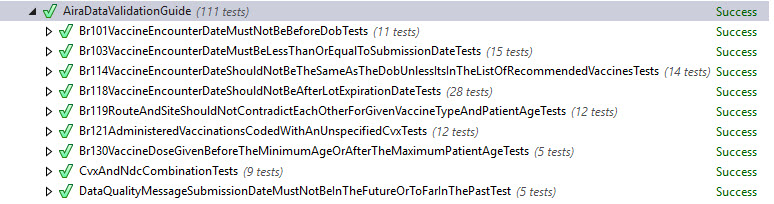 AiraDataValidationGuide (111 tests) Success
Br101VaccineEncounterDateMustNotBeBeforeDobTests (11 tests) Success
Br103VaccineEncounterDateMustBeLessThanOrEqualToSubmissionDateTests (15 tests) Success
Br114VaccineEncounterDateShouldNotBeTheSameAsTheDobUnlessItsInTheListOfRecommendedVaccinesTests (14 tests) Success
Br118VaccineEncounterDateShouldNotBeAfterLotExpirationDateTests (28 tests) Success
Br119RouteAndSiteShouldNotContradictEachOtherForGivenVaccineTypeAndPatientAgeTests (12 tests) Success
Br121AdministeredVaccinationsCodedWithAnUnspecifiedCvxTests (12 tests) Success
Br130VaccineDoseGivenBeforeTheMinimumAgeOrAfterTheMaximumPatientAgeTests (5 tests) Success
CvxAndNdcCombinationTests (9 tests) Success
DataQualityMessageSubmissionDateMustNotBeInTheFutureOrToFarInThePastTest (5 tests) Success